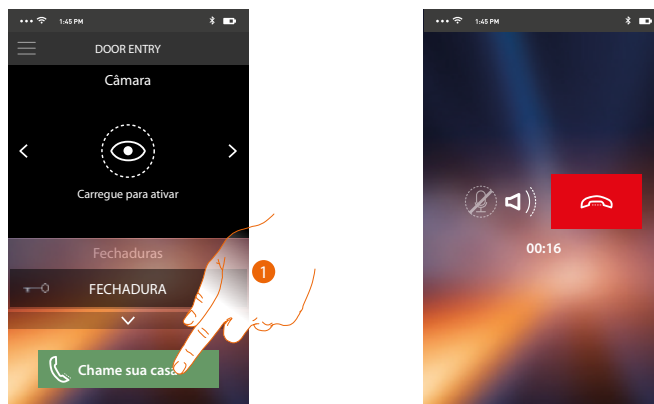 1:45 PM
DOOR ENTRY
Câmara
Carregue para ativar
Fechaduras
FECHADURA
1
Chame sua casa
1:45 PM
00:16